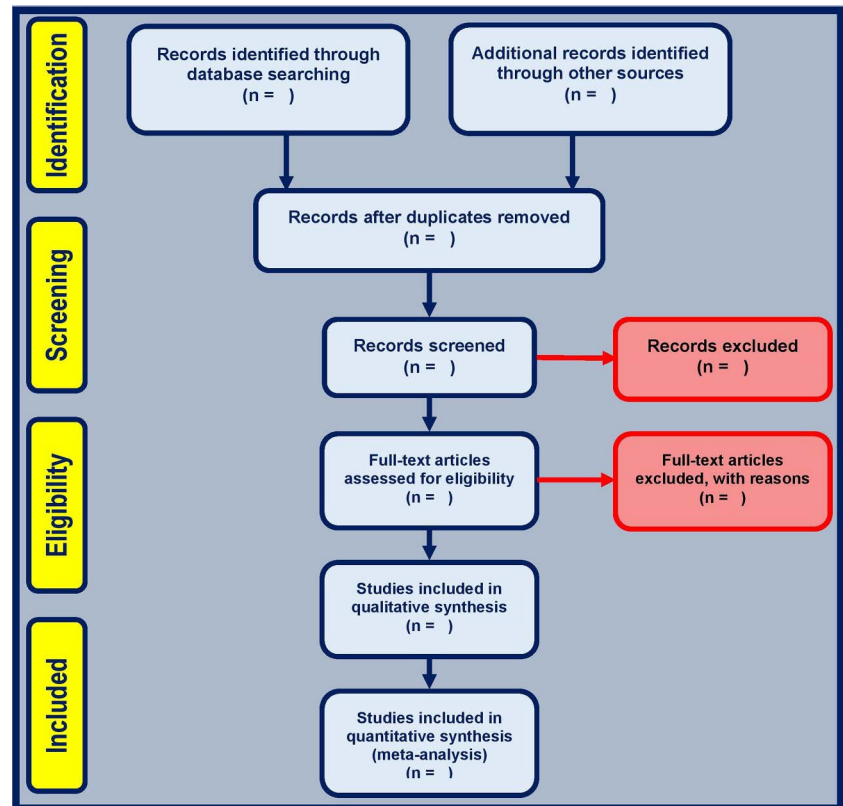 Identification
Records identified through
database searching
(n =   )
Additional records identified
through other sources
(n =   )
Records after duplicates removed
(n =   )
Screening
Records screened
(n =   )
Records excluded
(n =   )
Eligibility
Full-text articles
assessed for eligibility
(n =   )
Full-text articles
excluded, with reasons
(n =   )
Studies included in
qualitative synthesis
(n =   )
Included
Studies included in
quantitative synthesis
(meta-analysis)
(n =   )